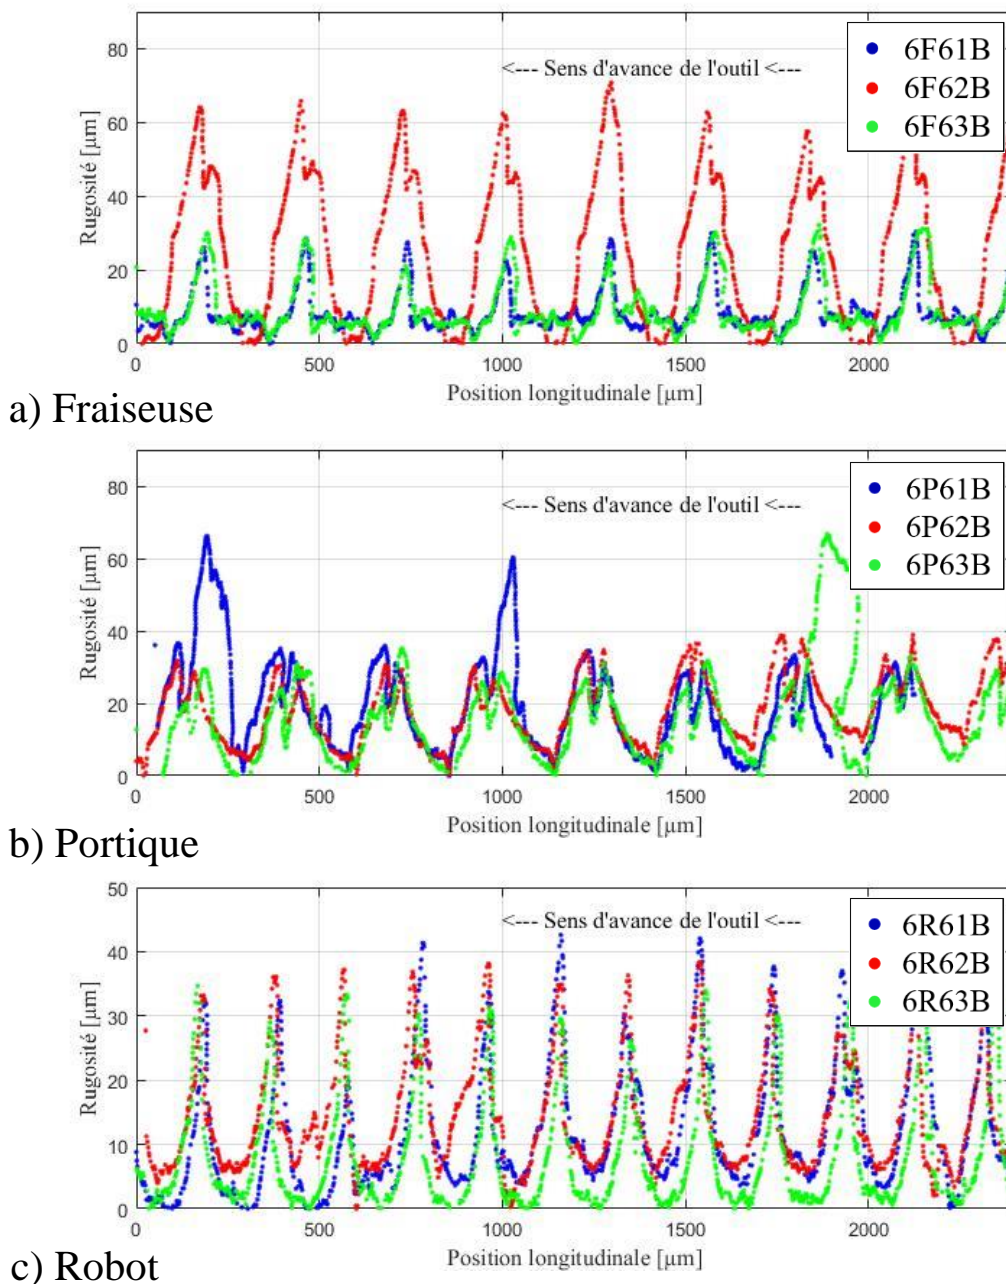 80
60
40
20
0
Rugosité [µm]
<--- Sens d'avance de l'outil <---
6F61B
6F62B
6F63B
0 500 1000 1500 2000
Position longitudinale [µm]
a) Fraiseuse
80
60
40
20
0
Rugosité [µm]
<--- Sens d'avance de l'outil <---
6P61B
6P62B
6P63B
0 500 1000 1500 2000
Position longitudinale [µm]
b) Portique
50
40
30
20
10
0
Rugosité [µm]
<--- Sens d'avance de l'outil <---
6R61B
6R62B
6R63B
0 500 1000 1500 2000
Position longitudinale [µm]
c) Robot